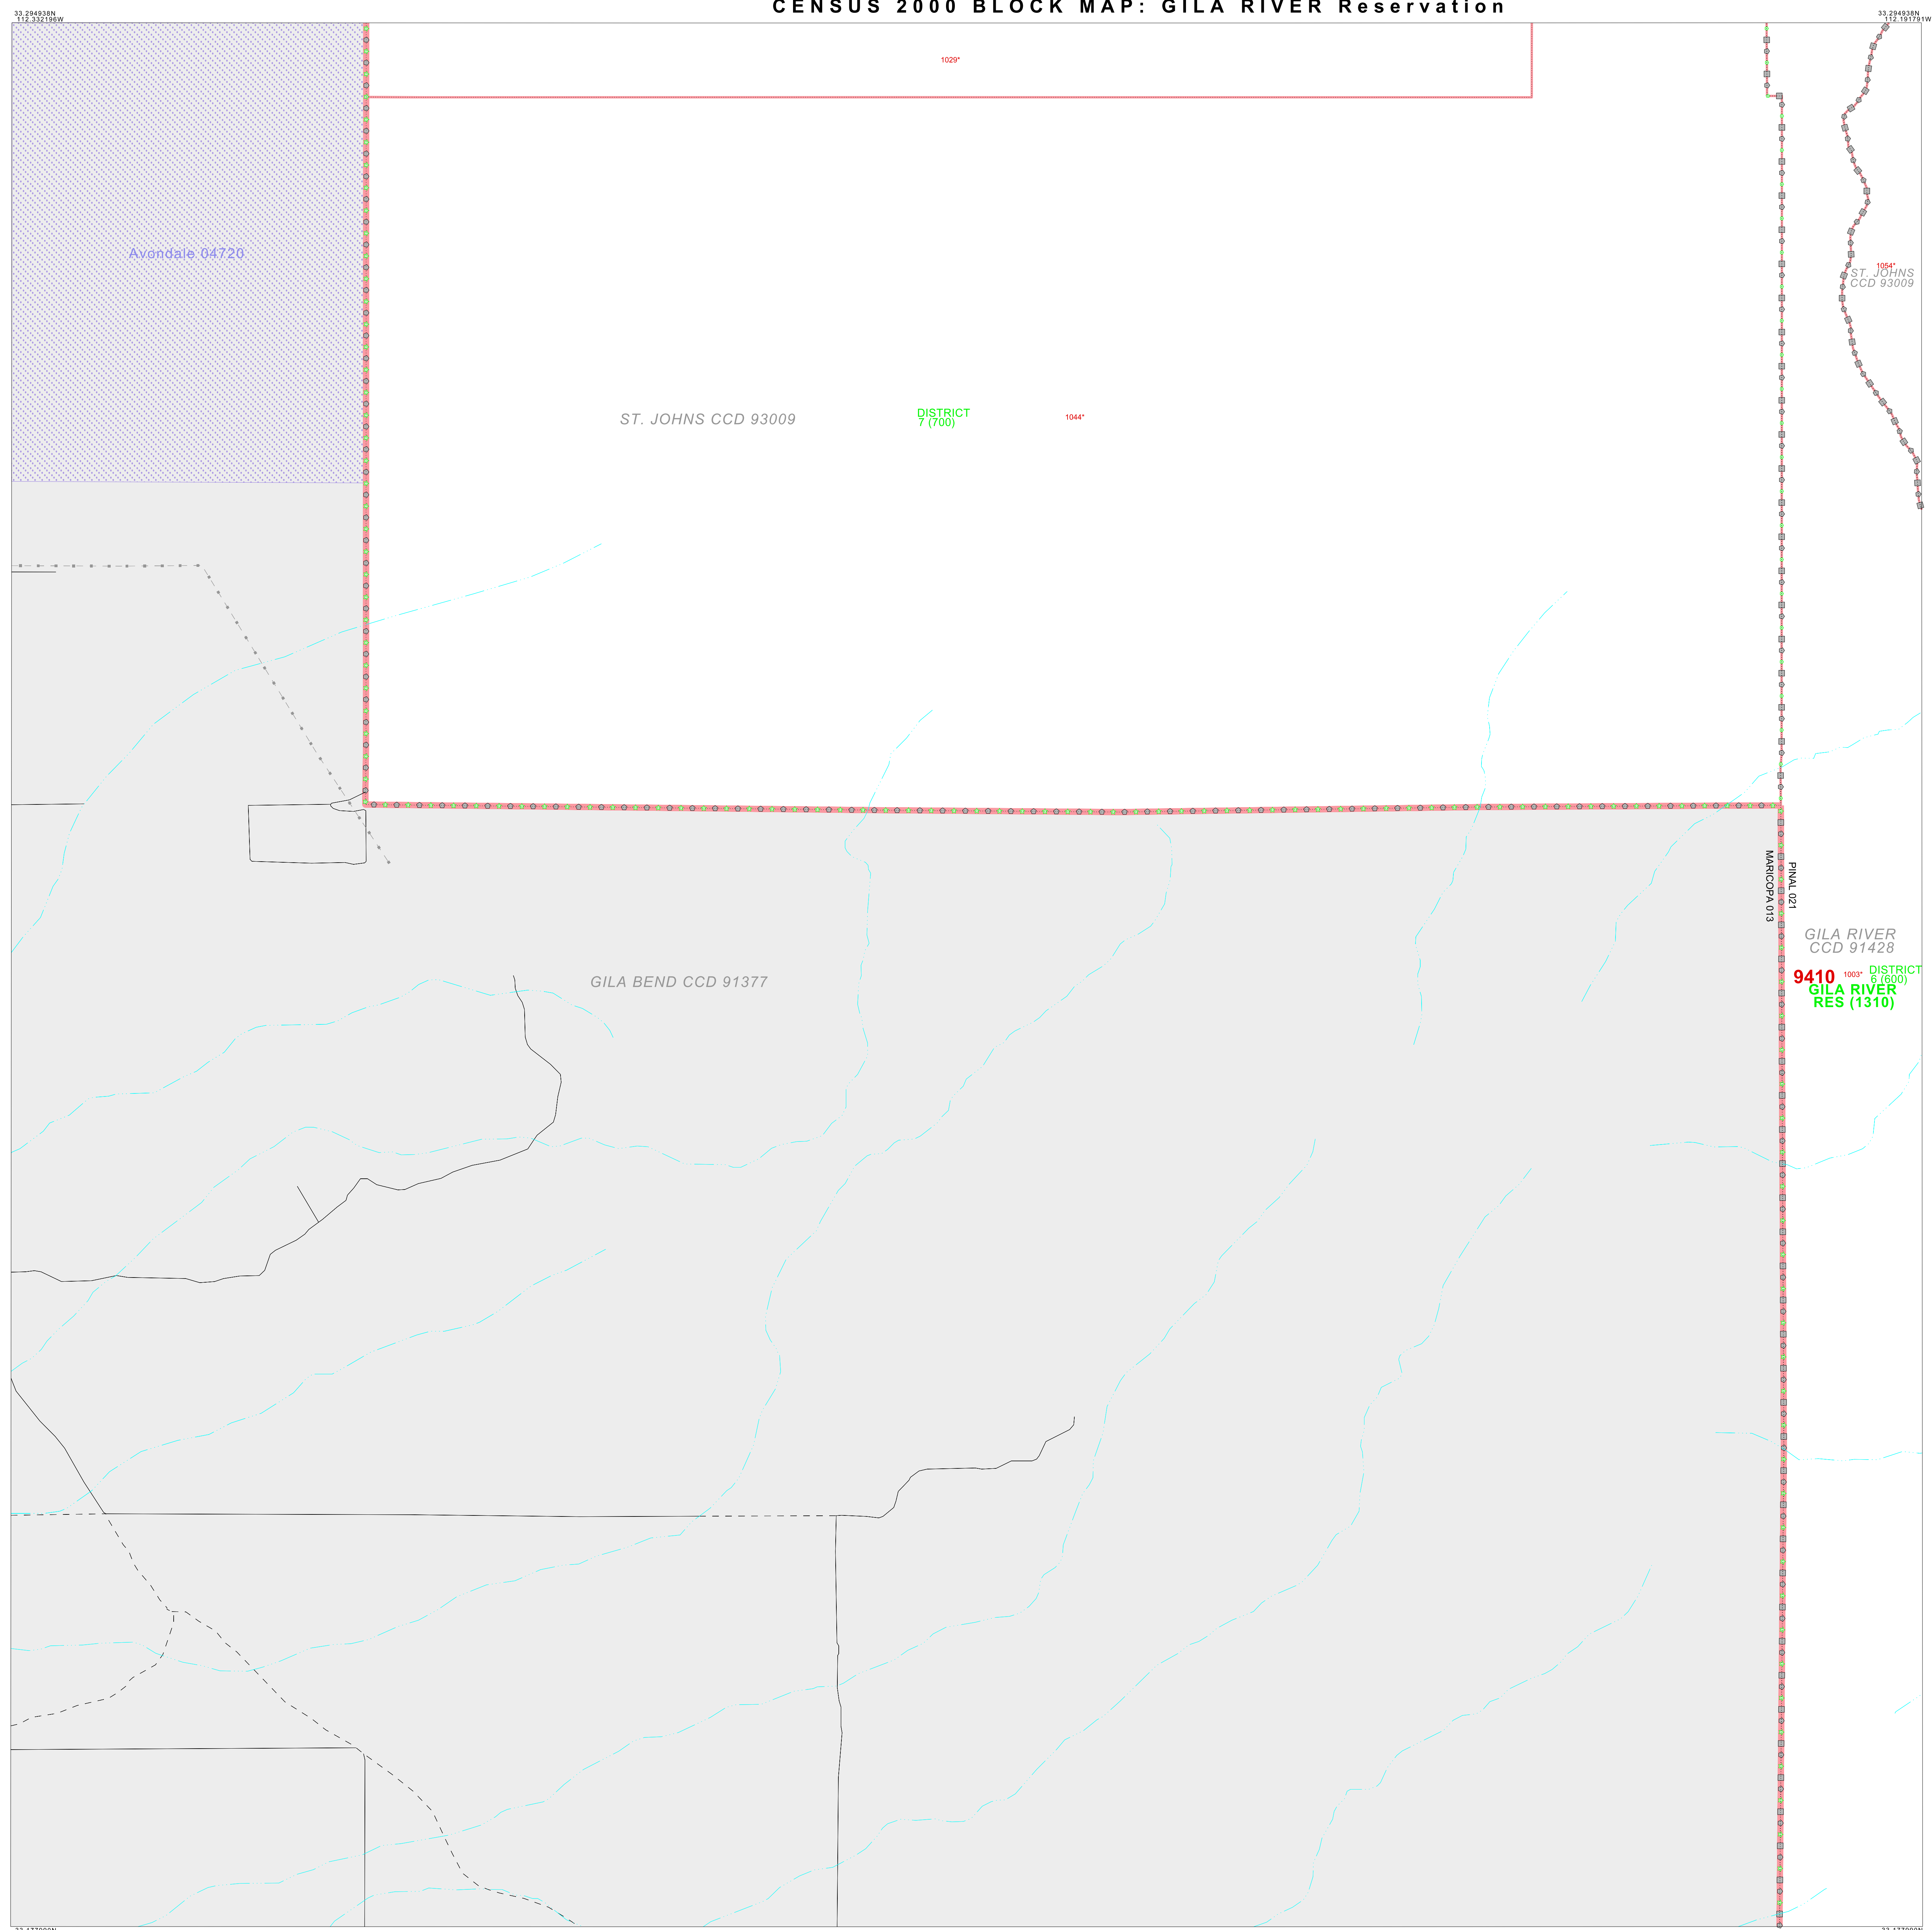 CENSUS 2000 BLOCK MAP: GILA RIVER Reservation
33.294938N
112.332196W
33.294938N
112.191791W
1029*
Avondale 04720
1054*
ST. JOHNS
CCD 93009
ST. JOHNS CCD 93009
DISTRICT
7 (700)
1044*
MARICOPA 013
PINAL 021
GILA RIVER
CCD 91428
GILA BEND CCD 91377
9410
1003*
DISTRICT
6 (600)
GILA RIVER
RES (1310)